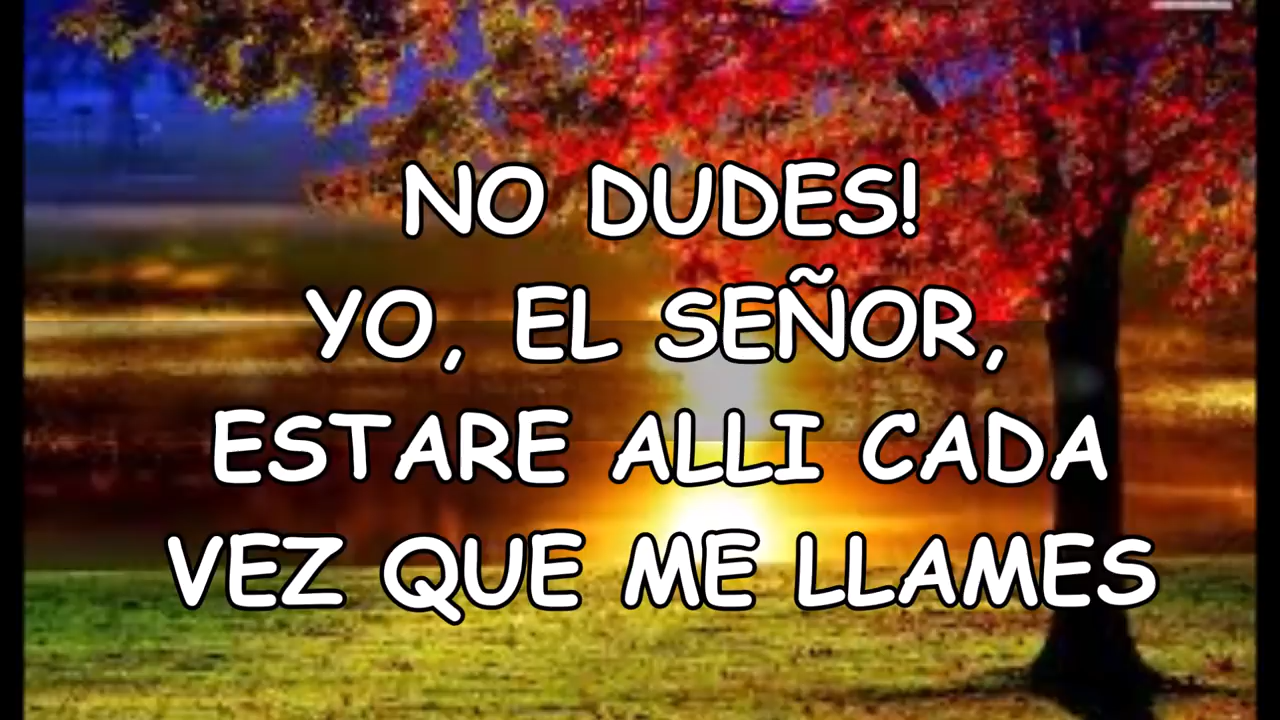 NO DUDES!
YO, EL SEÑOR,
ESTARE ALLI CADA
VEZ QUE ME LLAMES